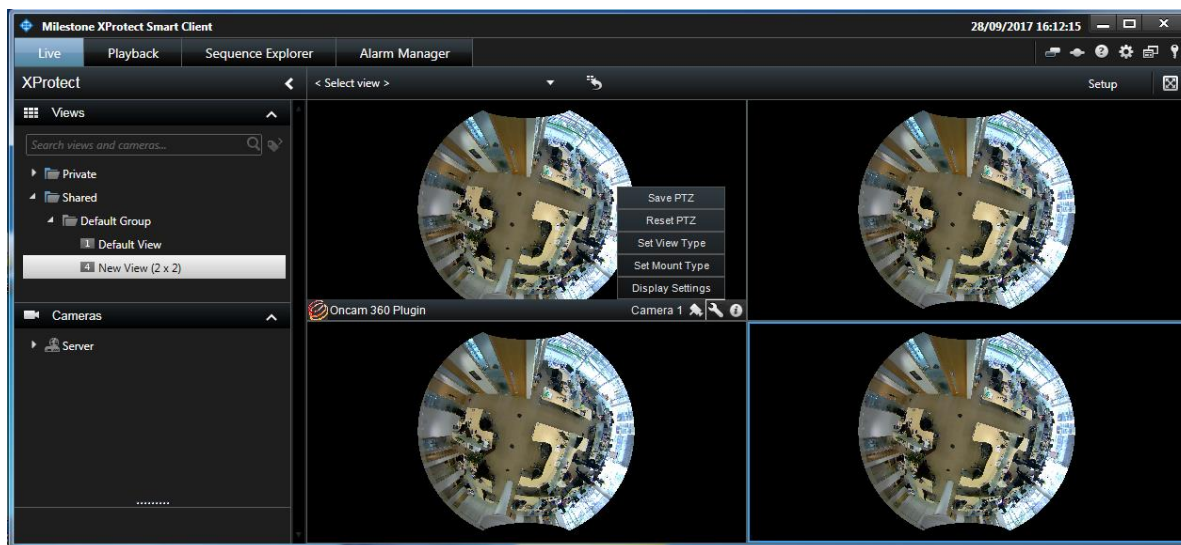 Milestone XProtect Smart Client
28/09/2017 16:12:15
Live
Playback
Sequence Explorer
Alarm Manager
XProtect
< Select view >
Setup
Views
Search views and cameras...
Private
Shared
Default Group
1 Default View
4 New View (2 x 2)
Cameras
Server
Save PTZ
Reset PTZ
Set View Type
Set Mount Type
Display Settings
Oncam 360 Plugin
Camera 1